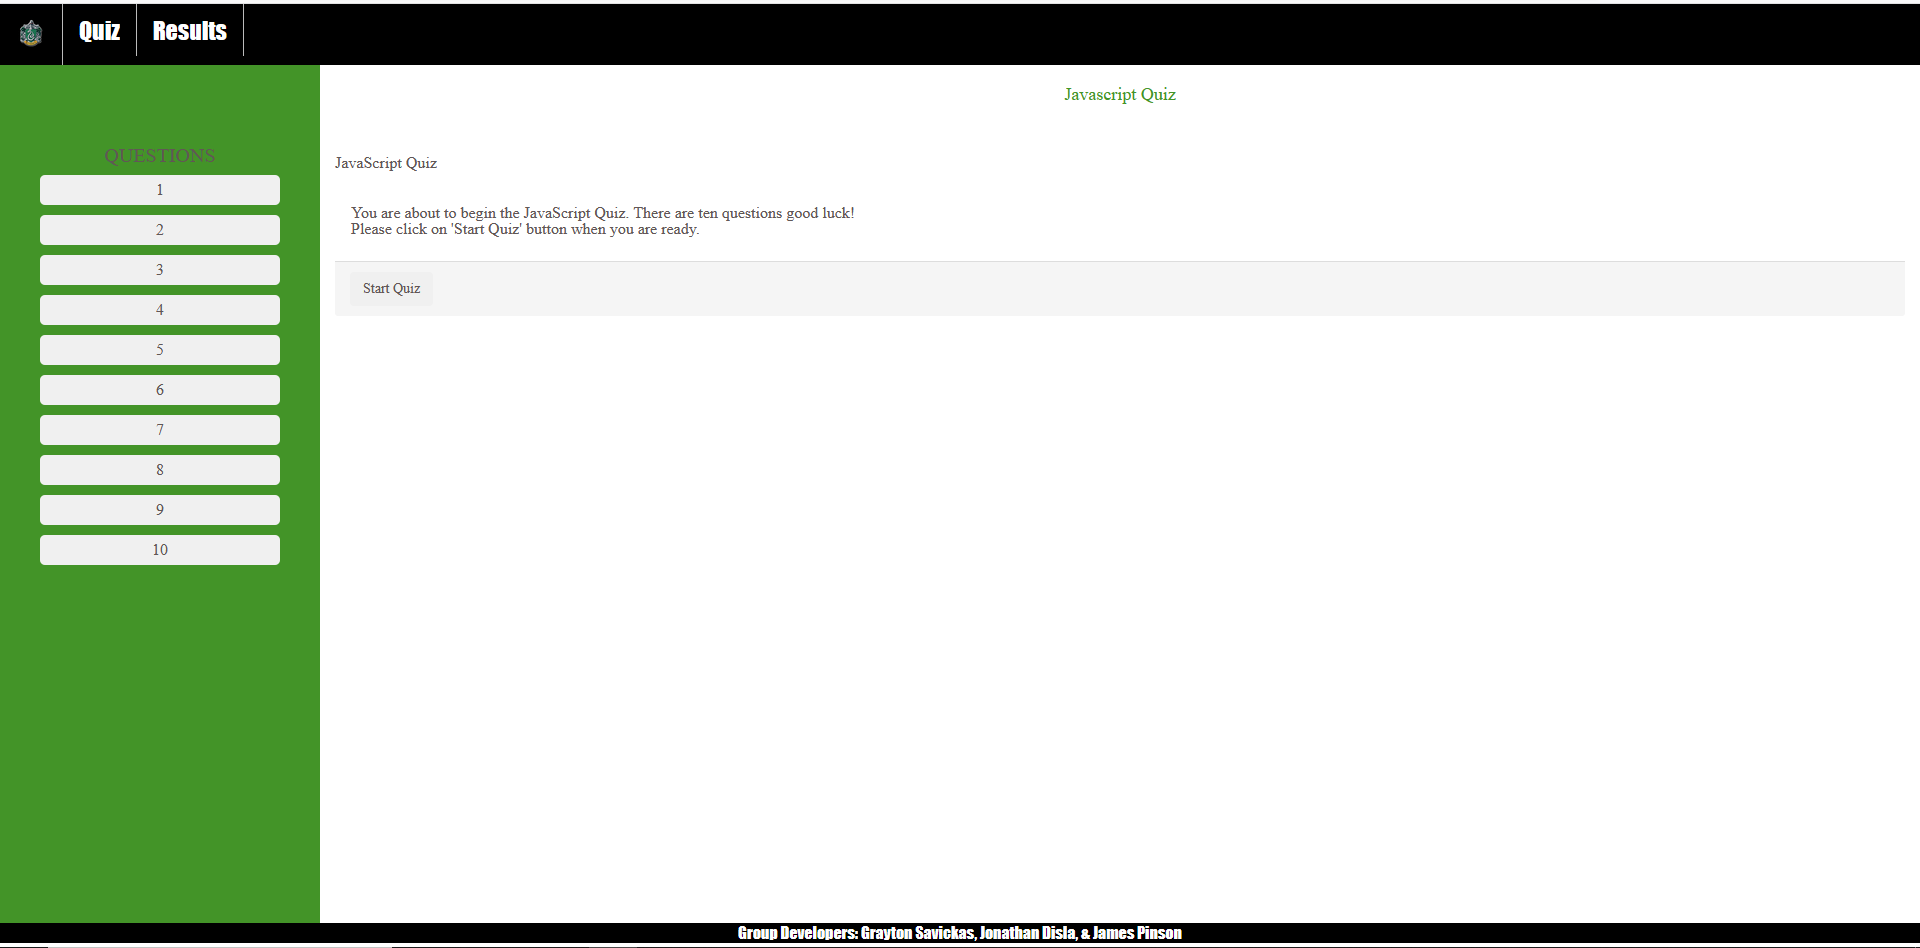 Quiz
Results
Javascript Quiz
QUESTIONS
1
2
3
4
5
6
7
8
9
10
JavaScript Quiz
You are about to begin the JavaScript Quiz. There are ten questions good luck!
Please click on 'Start Quiz' button when you are ready.
Start Quiz
Group Developers: Grayton Savickas, Jonathan Disla, & James Pinson